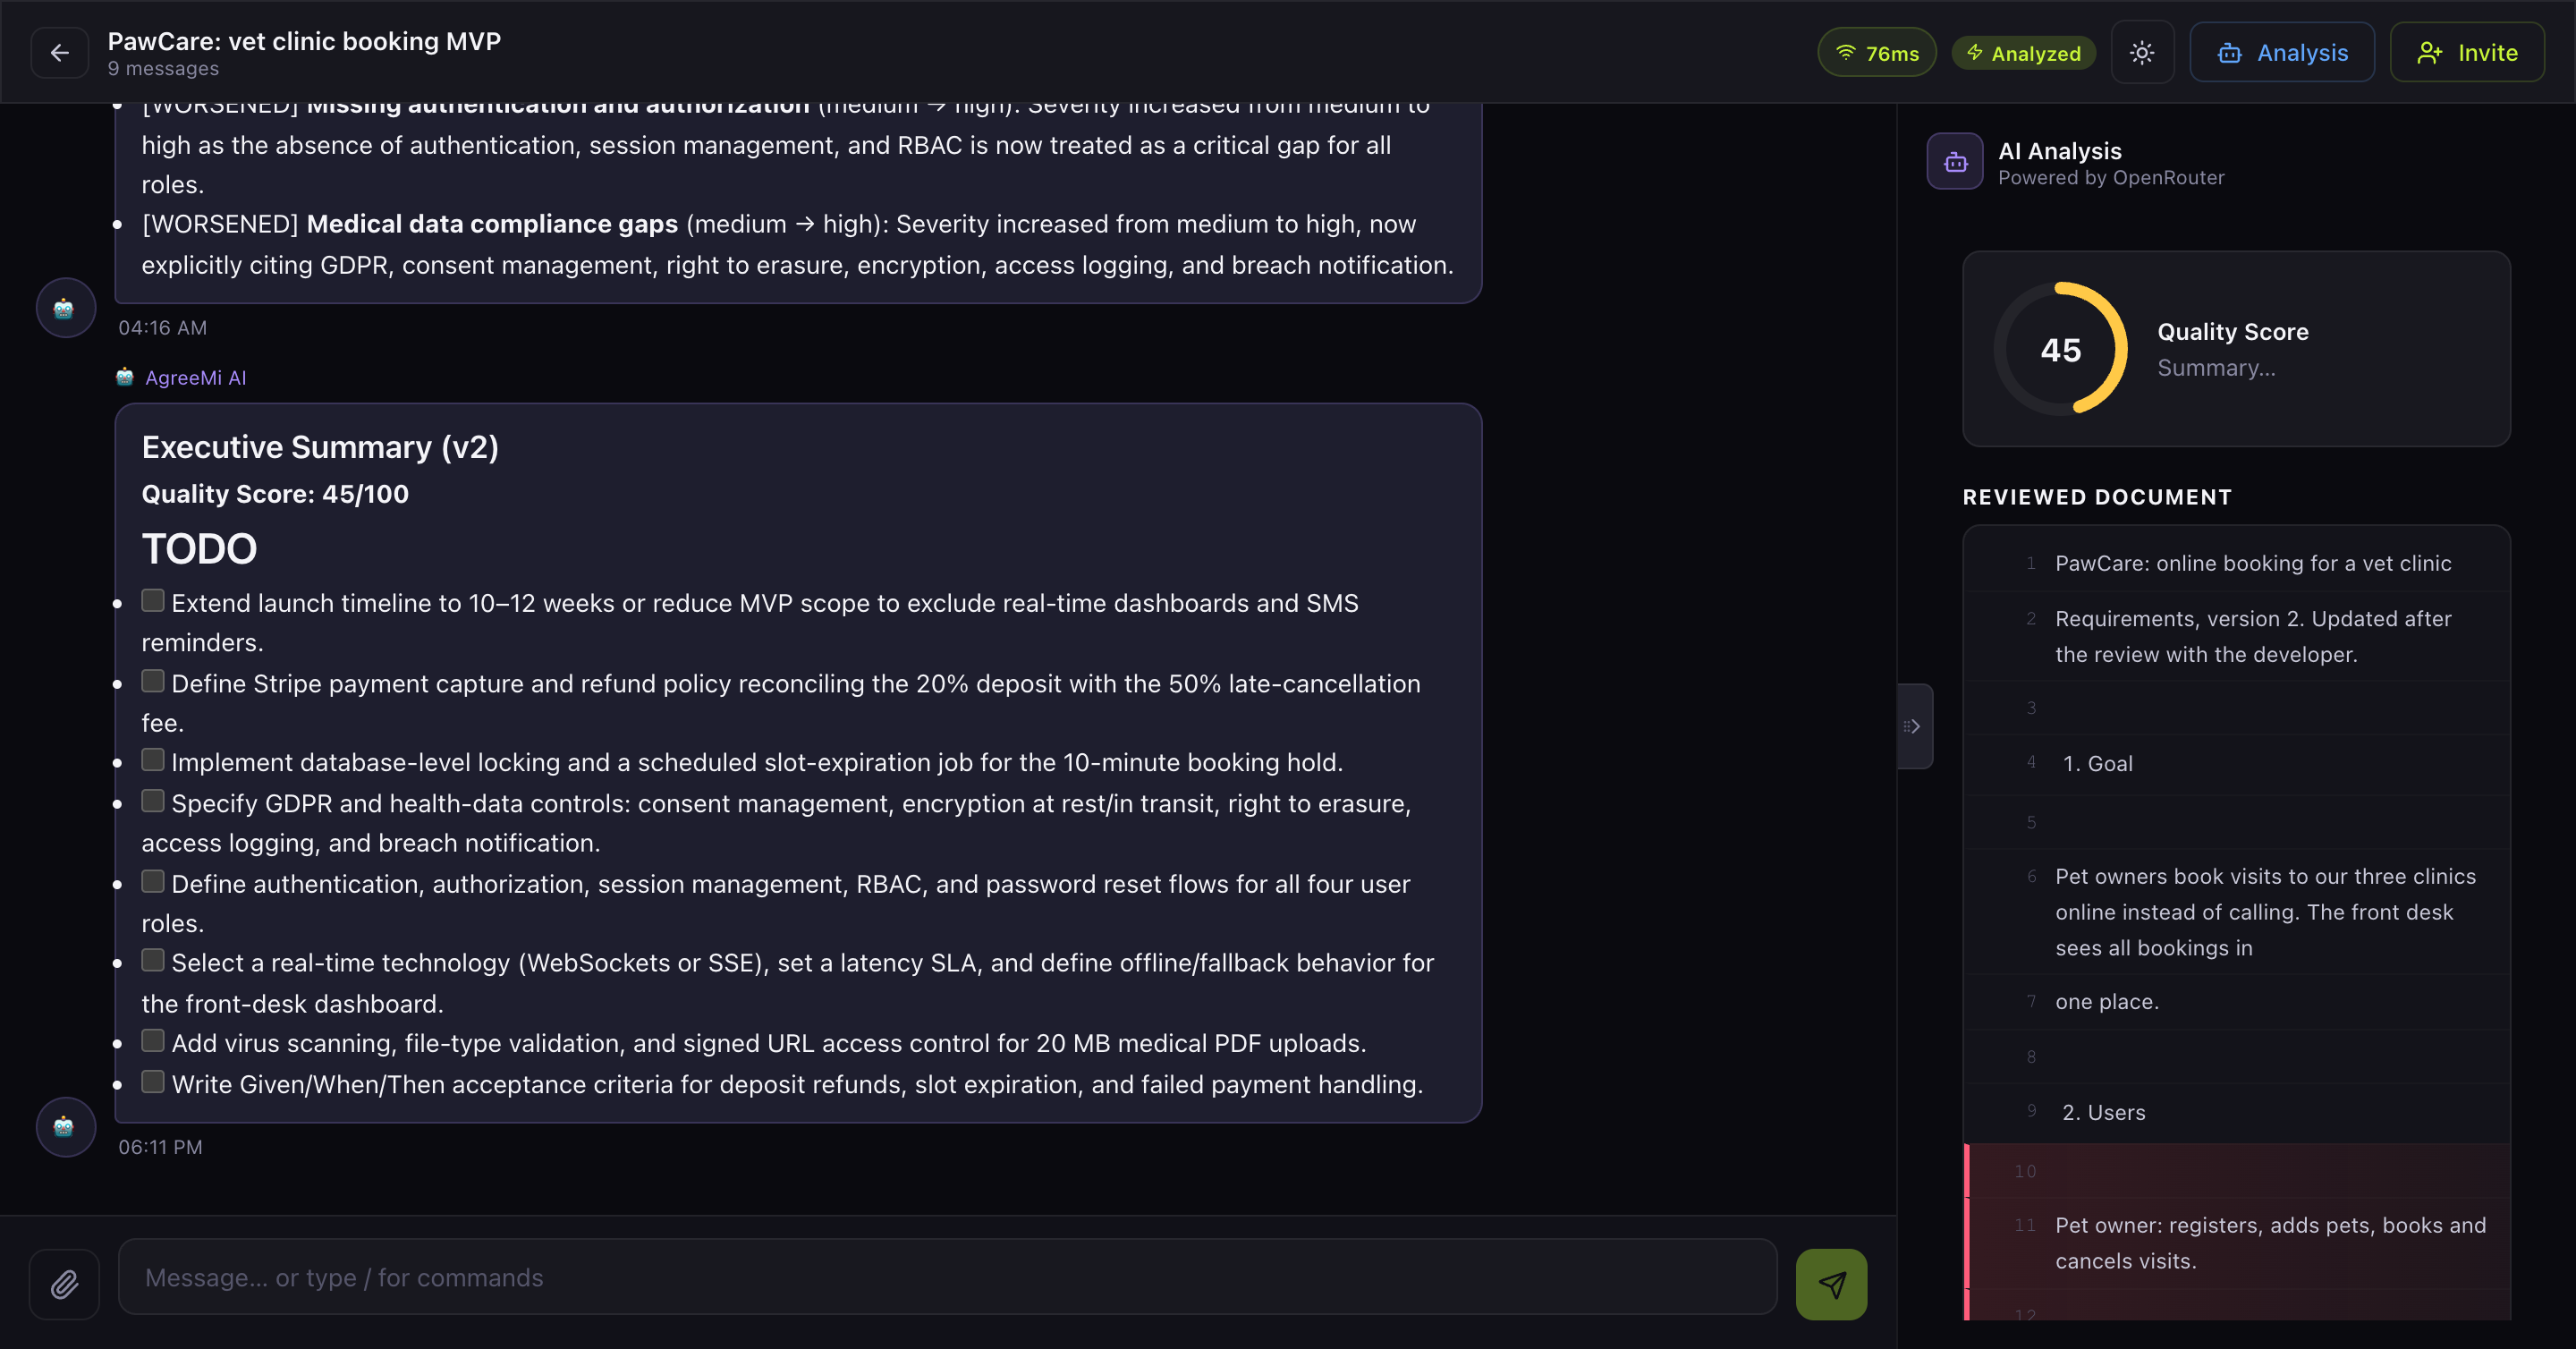 PawCare: vet clinic booking MVP
9 messages
76ms
Analyzed
Analysis
Invite
[WORSENED] Missing authentication and authorization (medium → high): Severity increased from medium to
high as the absence of authentication, session management, and RBAC is now treated as a critical gap for all
roles.
[WORSENED] Medical data compliance gaps (medium → high): Severity increased from medium to high, now
explicitly citing GDPR, consent management, right to erasure, encryption, access logging, and breach notification.
04:16 AM
AgreeMi AI
Executive Summary (v2)
Quality Score: 45/100
TODO
Extend launch timeline to 10–12 weeks or reduce MVP scope to exclude real-time dashboards and SMS
reminders.
Define Stripe payment capture and refund policy reconciling the 20% deposit with the 50% late-cancellation
fee.
Implement database-level locking and a scheduled slot-expiration job for the 10-minute booking hold.
Specify GDPR and health-data controls: consent management, encryption at rest/in transit, right to erasure,
access logging, and breach notification.
Define authentication, authorization, session management, RBAC, and password reset flows for all four user
roles.
Select a real-time technology (WebSockets or SSE), set a latency SLA, and define offline/fallback behavior for
the front-desk dashboard.
Add virus scanning, file-type validation, and signed URL access control for 20 MB medical PDF uploads.
Write Given/When/Then acceptance criteria for deposit refunds, slot expiration, and failed payment handling.
06:11 PM
Message... or type / for commands
AI Analysis
Powered by OpenRouter
45
Quality Score
Summary...
REVIEWED DOCUMENT
1 PawCare: online booking for a vet clinic
2 Requirements, version 2. Updated after
the review with the developer.
3
4 1. Goal
5
6 Pet owners book visits to our three clinics
online instead of calling. The front desk
sees all bookings in
7 one place.
8
9 2. Users
10
11 Pet owner: registers, adds pets, books and
cancels visits.
12